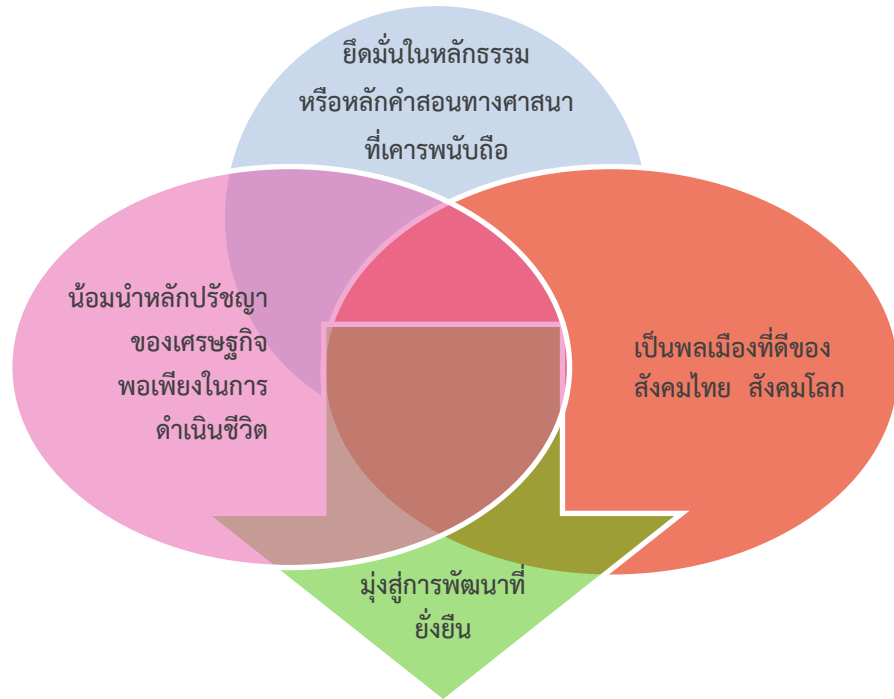 ยึดมั่นในหลักธรรม
หรือหลักคำสอนทางศาสนา
ที่เคารพนับถือ
น้อมนำหลักปรัชญา
ของเศรษฐกิจ
พอเพียงในการ
ดำเนินชีวิต
เป็นพลเมืองที่ดีของ
สังคมไทย สังคมโลก
มุ่งสู่การพัฒนาที่
ยั่งยืน